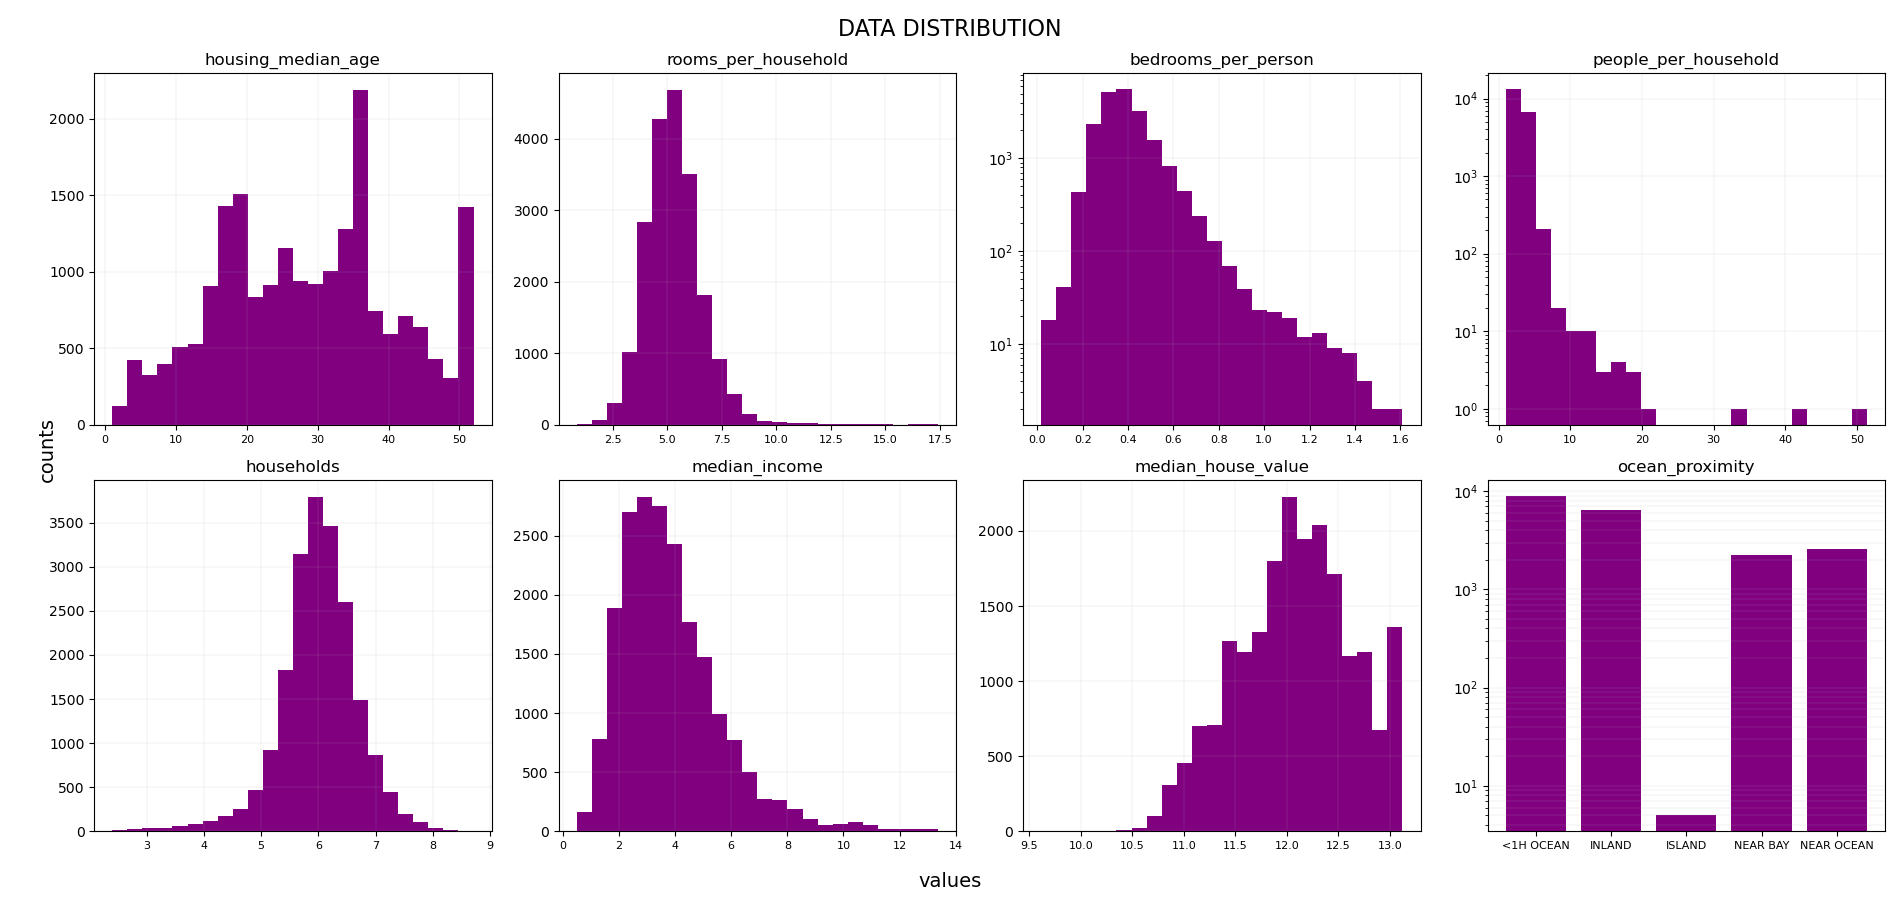 DATA DISTRIBUTION
housing_median_age
rooms_per_household
bedrooms_per_person
people_per_household
2000
1500
1000
500
0
0 10 20 30 40 50
4000
3000
2000
1000
0
2.5 5.0 7.5 10.0 12.5 15.0 17.5
10³
10²
10¹
0.0 0.2 0.4 0.6 0.8 1.0 1.2 1.4 1.6
10⁴
10³
10²
10¹
10⁰
0 10 20 30 40 50
counts
households
median_income
median_house_value
ocean_proximity
3500
3000
2500
2000
1500
1000
500
0
3 4 5 6 7 8 9
2500
2000
1500
1000
500
0
0 2 4 6 8 10 12 14
2000
1500
1000
500
0
9.5 10.0 10.5 11.0 11.5 12.0 12.5 13.0
10⁴
10³
10²
10¹
<1H OCEAN INLAND ISLAND NEAR BAY NEAR OCEAN
values